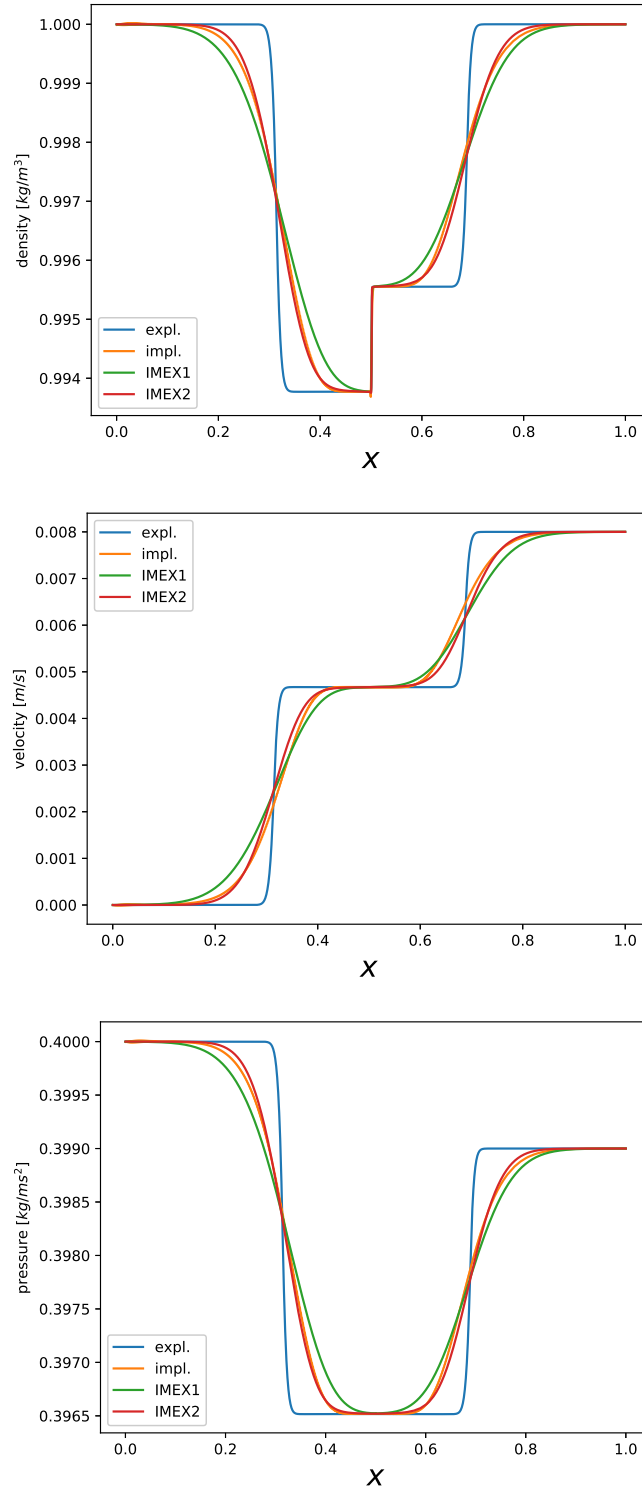 1.000
0.999
0.998
0.997
0.996
0.995
0.994
density [kg/m³]
expl.
impl.
IMEX1
IMEX2
0.0 0.2 0.4 0.6 0.8 1.0
x
0.008
0.007
0.006
0.005
0.004
0.003
0.002
0.001
0.000
velocity [m/s]
expl.
impl.
IMEX1
IMEX2
0.0 0.2 0.4 0.6 0.8 1.0
x
0.4000
0.3995
0.3990
0.3985
0.3980
0.3975
0.3970
0.3965
pressure [kg/ms²]
expl.
impl.
IMEX1
IMEX2
0.0 0.2 0.4 0.6 0.8 1.0
x